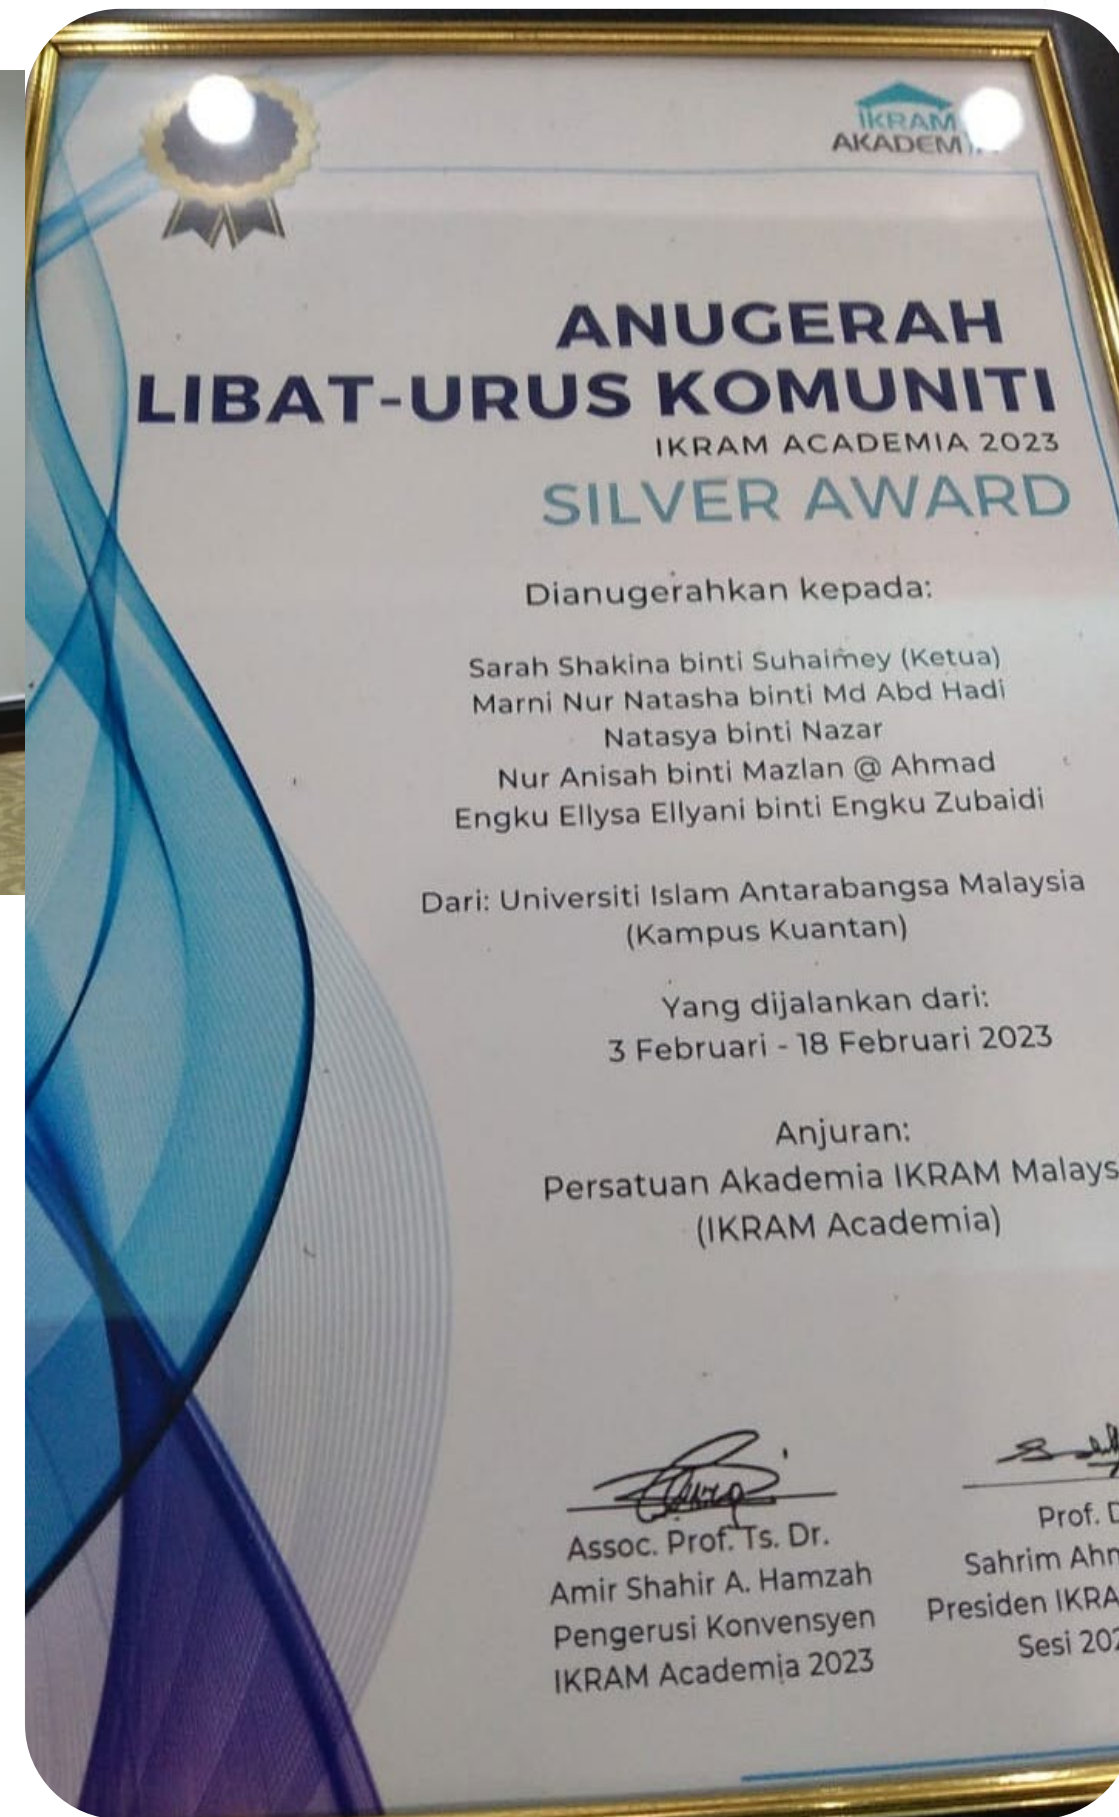 IKRAM
AKADEM
ANUGERAH
LIBAT-URUS KOMUNITI
IKRAM ACADEMIA 2023
SILVER AWARD
Dianugerahkan kepada:
Sarah Shakina binti Suhaimey (Ketua)
Marni Nur Natasha binti Md Abd Hadi
Natasya binti Nazar
Nur Anisah binti Mazlan @ Ahmad
Engku Ellysa Ellyani binti Engku Zubaidi
Dari: Universiti Islam Antarabangsa Malaysia
(Kampus Kuantan)
Yang dijalankan dari:
3 Februari - 18 Februari 2023
Anjuran:
Persatuan Akademia IKRAM Malays
(IKRAM Academia)
Assoc. Prof. Ts. Dr.
Amir Shahir A. Hamzah
Pengerusi Konvensyen
IKRAM Academia 2023
Prof. D
Sahrim Ahm
Presiden IKRA
Sesi 202